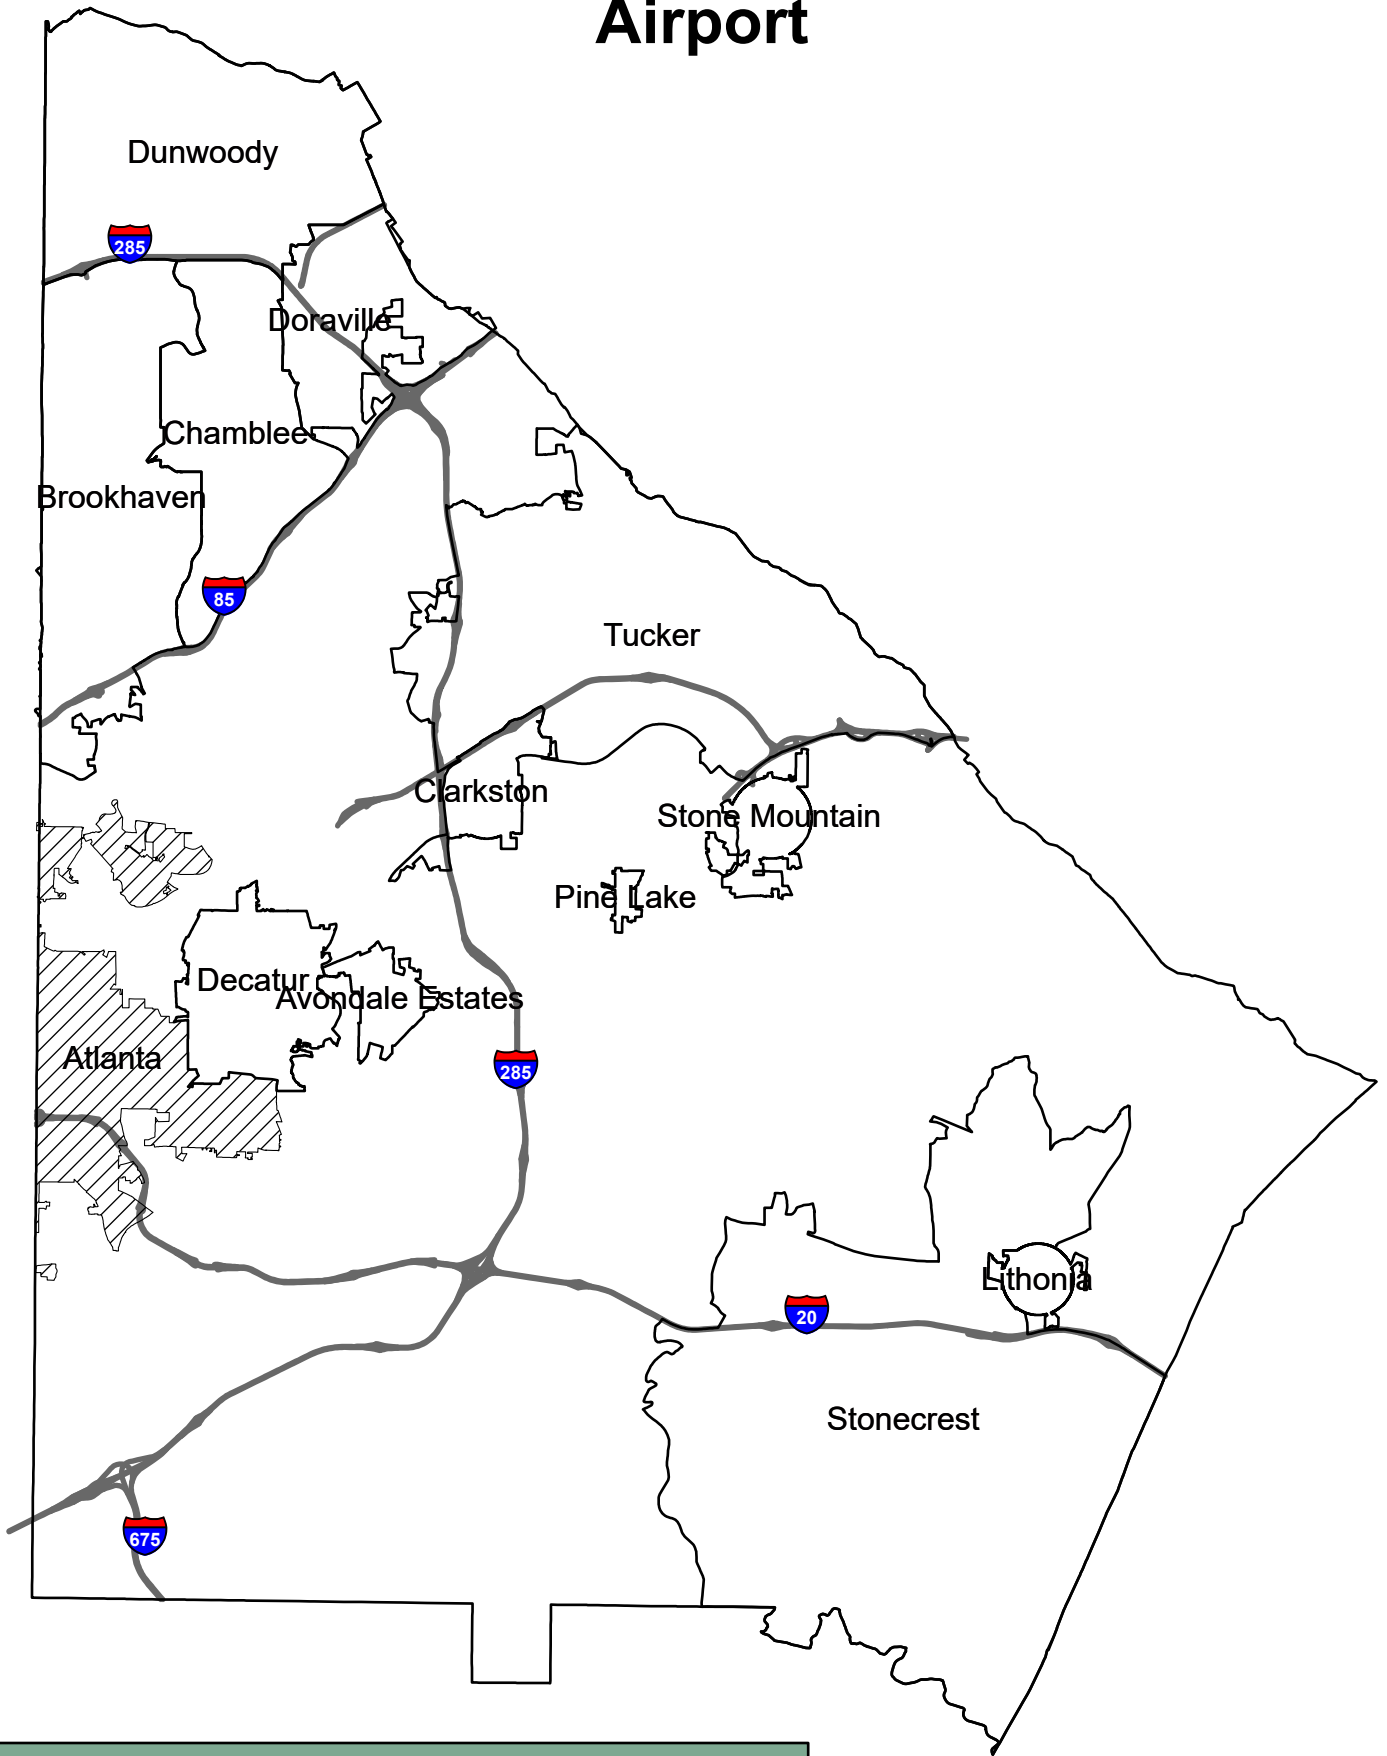 Airport
Dunwoody
285
Doraville
Chamblee
Brookhaven
85
Tucker
Clarkston
Stone Mountain
Pine Lake
Decatur
Avondale Estates
Atlanta
285
Lithonia
20
Stonecrest
675